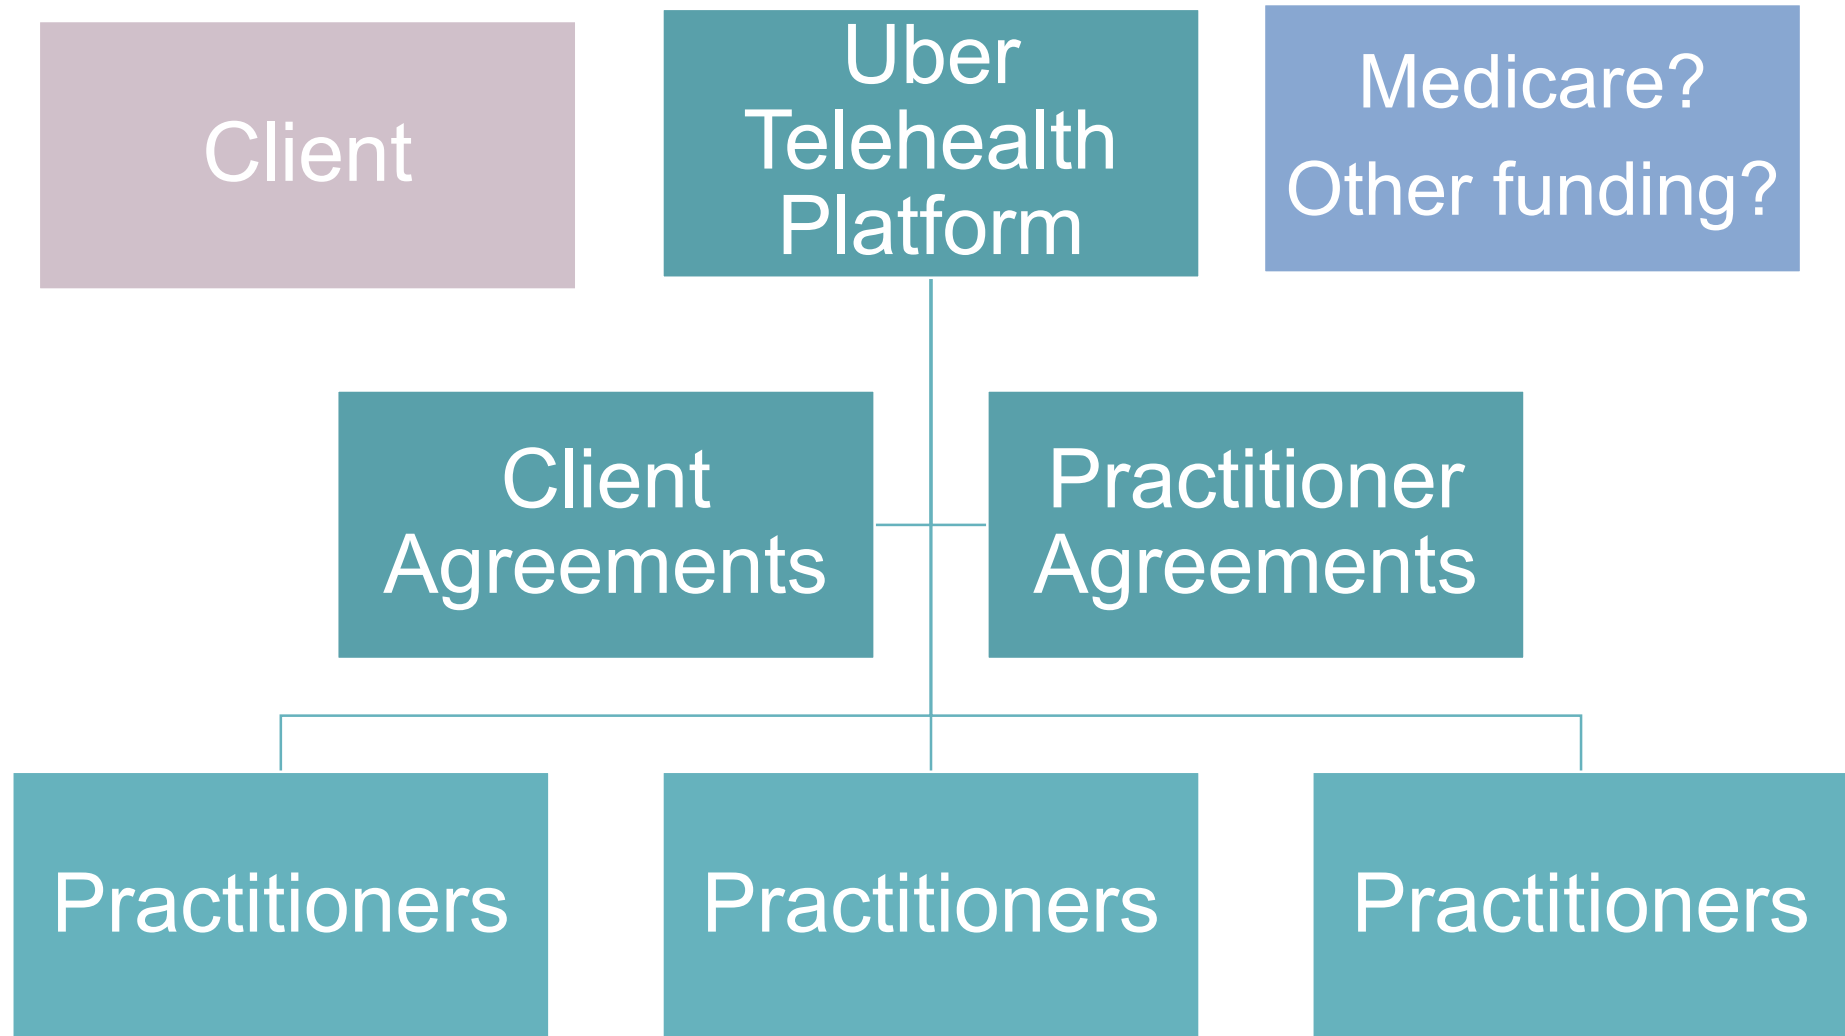 Client
Uber
Telehealth
Platform
Medicare?
Other funding?
Client
Agreements
Practitioner
Agreements
Practitioners
Practitioners
Practitioners